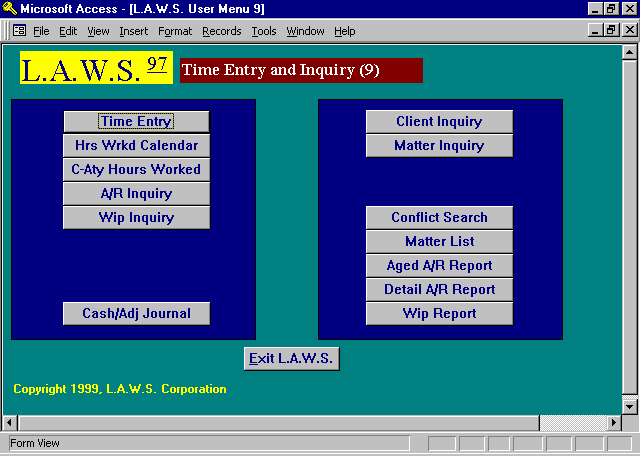 Microsoft Access - [L.A.W.S. User Menu 9]
File Edit View Insert Format Records Tools Window Help
L.A.W.S. 97
Time Entry and Inquiry (9)
Time Entry
Hrs Wrkd Calendar
C-Aty Hours Worked
A/R Inquiry
Wip Inquiry
Cash/Adj Journal
Client Inquiry
Matter Inquiry
Conflict Search
Matter List
Aged A/R Report
Detail A/R Report
Wip Report
Exit L.A.W.S.
Copyright 1999, L.A.W.S. Corporation
Form View